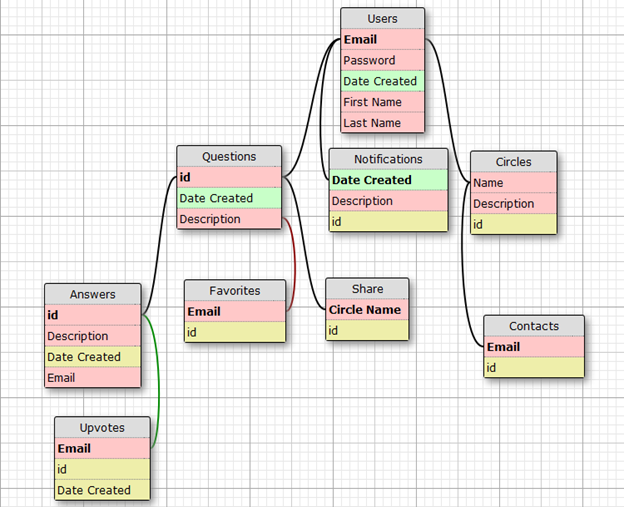 Users
Email
Password
Date Created
First Name
Last Name
Questions
id
Date Created
Description
Notifications
Date Created
Description
id
Circles
Name
Description
id
Answers
id
Description
Date Created
Email
Favorites
Email
id
Share
Circle Name
id
Contacts
Email
id
Upvotes
Email
id
Date Created